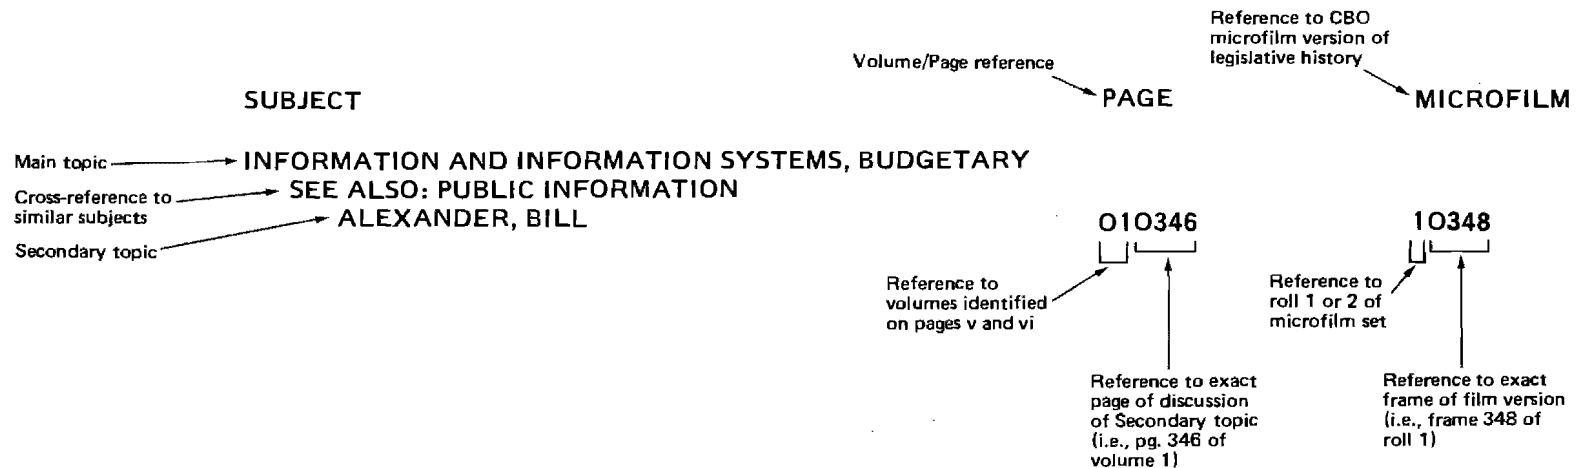 Reference to CBO
microfilm version of
legislative history
Volume/Page reference
SUBJECT
PAGE
MICROFILM
Main topic
INFORMATION AND INFORMATION SYSTEMS, BUDGETARY
Cross-reference to
similar subjects
SEE ALSO: PUBLIC INFORMATION
Secondary topic
ALEXANDER, BILL
010346
10348
Reference to
volumes identified
on pages v and vi
Reference to
roll 1 or 2 of
microfilm set
Reference to exact
page of discussion
of Secondary topic
(i.e., pg. 346 of
volume 1)
Reference to exact
frame of film version
(i.e., frame 348 of
roll 1)